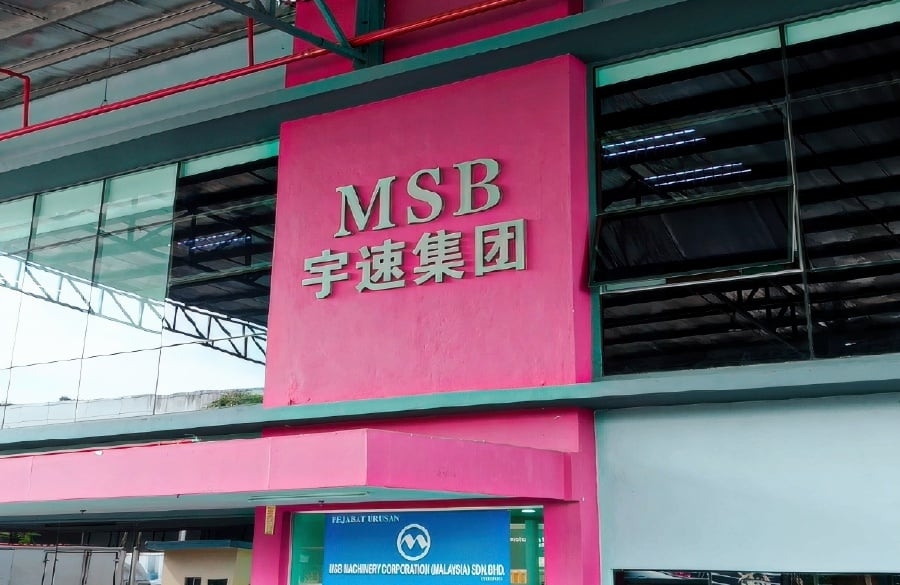 MSB
宇速集团
PEJABAT URUSAN
MSB MACHINERY CORPORATION (MALAYSIA) SDN.BHD.